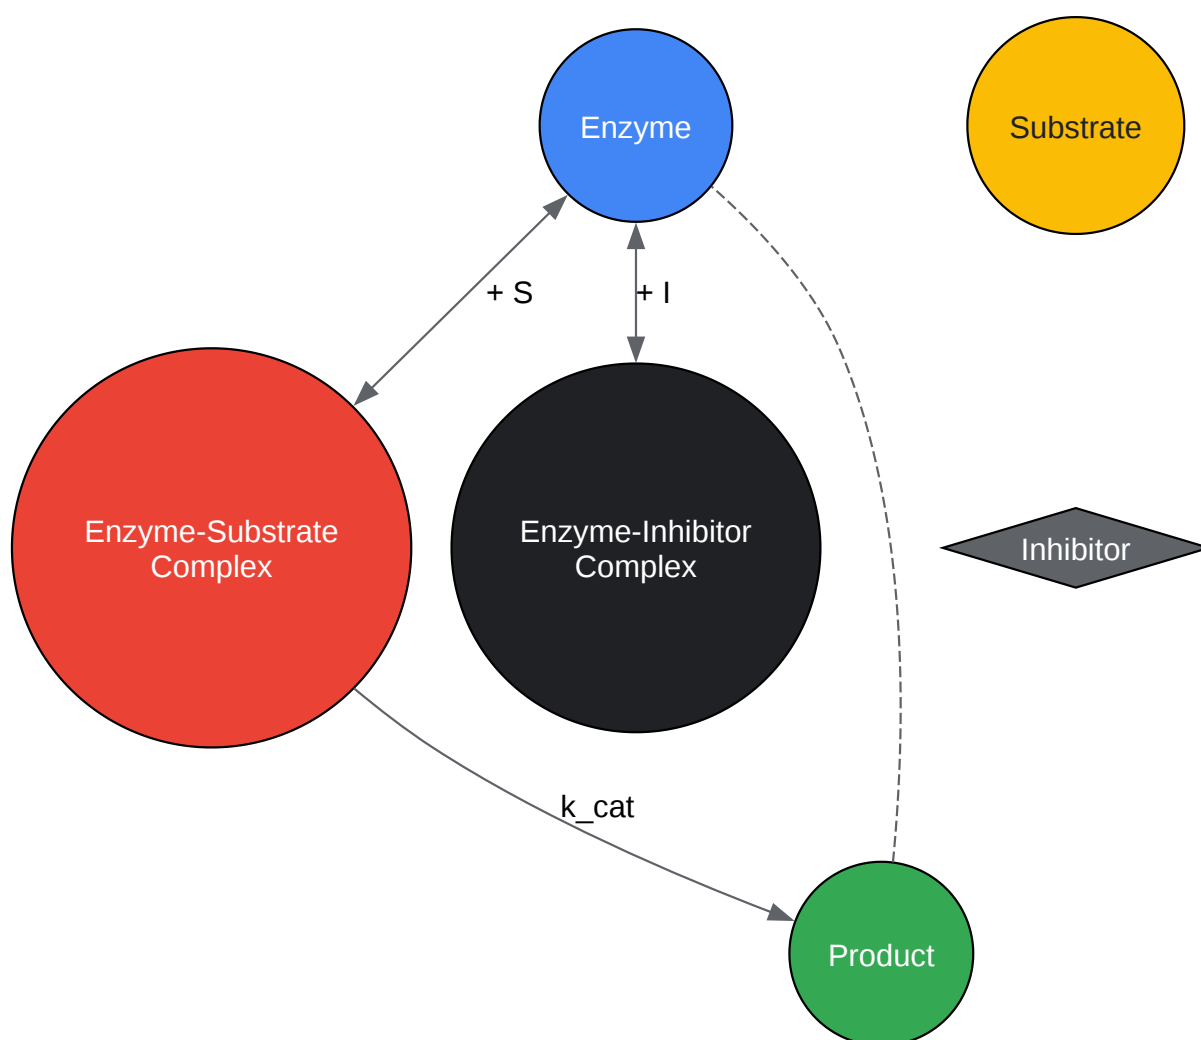 Enzyme
Substrate
+ S
+ I
Enzyme-Substrate
Complex
Enzyme-Inhibitor
Complex
Inhibitor
k_cat
Product